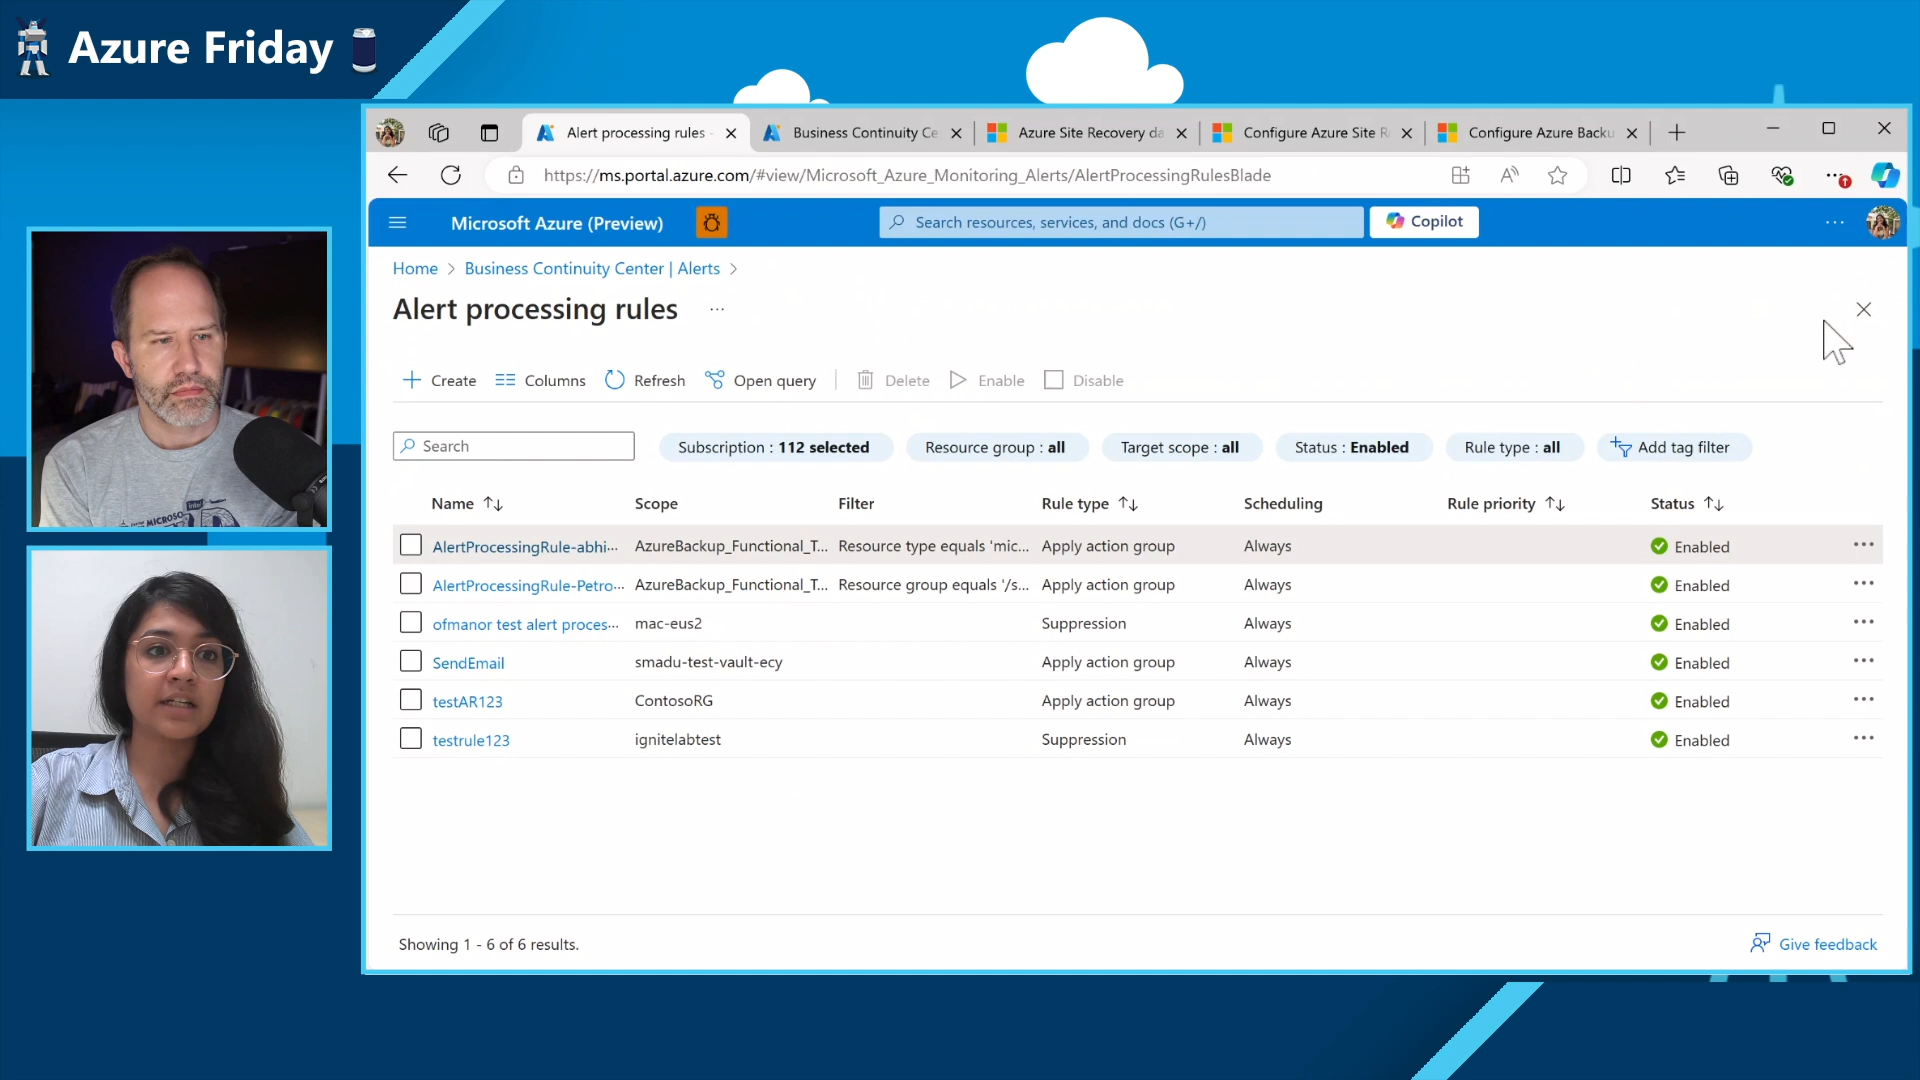 Azure Friday
Alert processing rules -
Business Continuity Ce
Azure Site Recovery da
Configure Azure Site R
Configure Azure Backu
https://ms.portal.azure.com/#view/Microsoft_Azure_Monitoring_Alerts/AlertProcessingRulesBlade
Microsoft Azure (Preview)
Search resources, services, and docs (G+/)
Copilot
Home > Business Continuity Center | Alerts >
Alert processing rules ...
Create Columns Refresh Open query Delete Enable Disable
Search Subscription : 112 selected Resource group : all Target scope : all Status : Enabled Rule type : all Add tag filter
Name Scope Filter Rule type Scheduling Rule priority Status
AlertProcessingRule-abhi... AzureBackup_Functional_T... Resource type equals 'mic... Apply action group Always Enabled
AlertProcessingRule-Petro... AzureBackup_Functional_T... Resource group equals '/s... Apply action group Always Enabled
ofmanor test alert proces... mac-eus2 Suppression Always Enabled
SendEmail smadu-test-vault-ecy Apply action group Always Enabled
testAR123 ContosoRG Apply action group Always Enabled
testrule123 ignitelabtest Suppression Always Enabled
Showing 1 - 6 of 6 results.
Give feedback
intel
MICROSO